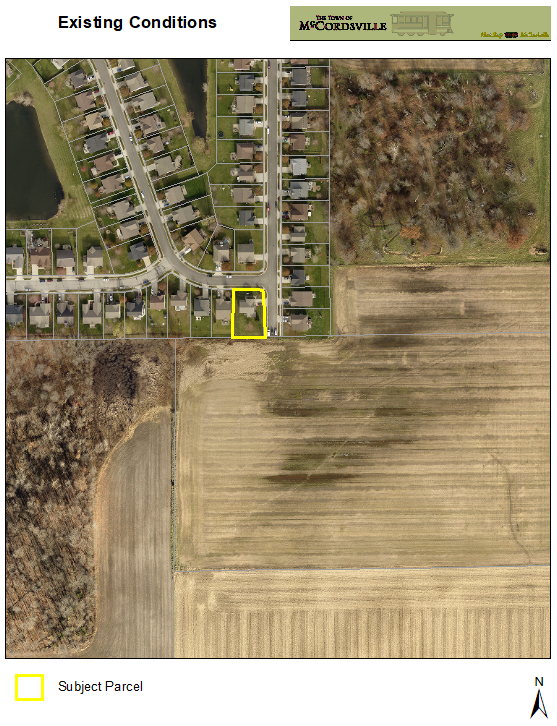 Existing Conditions
THE TOWN OF
MCCORDSVILLE
Subject Parcel
N